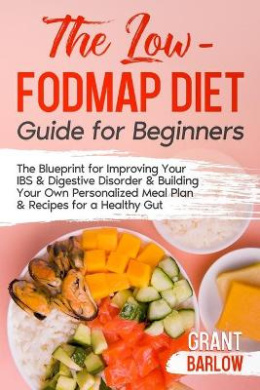 The Low-
FODMAP DIET
Guide for Beginners
The Blueprint for Improving Your
IBS & Digestive Disorder & Building
Your Own Personalized Meal Plan
& Recipes for a Healthy Gut
GRANT
BARLOW